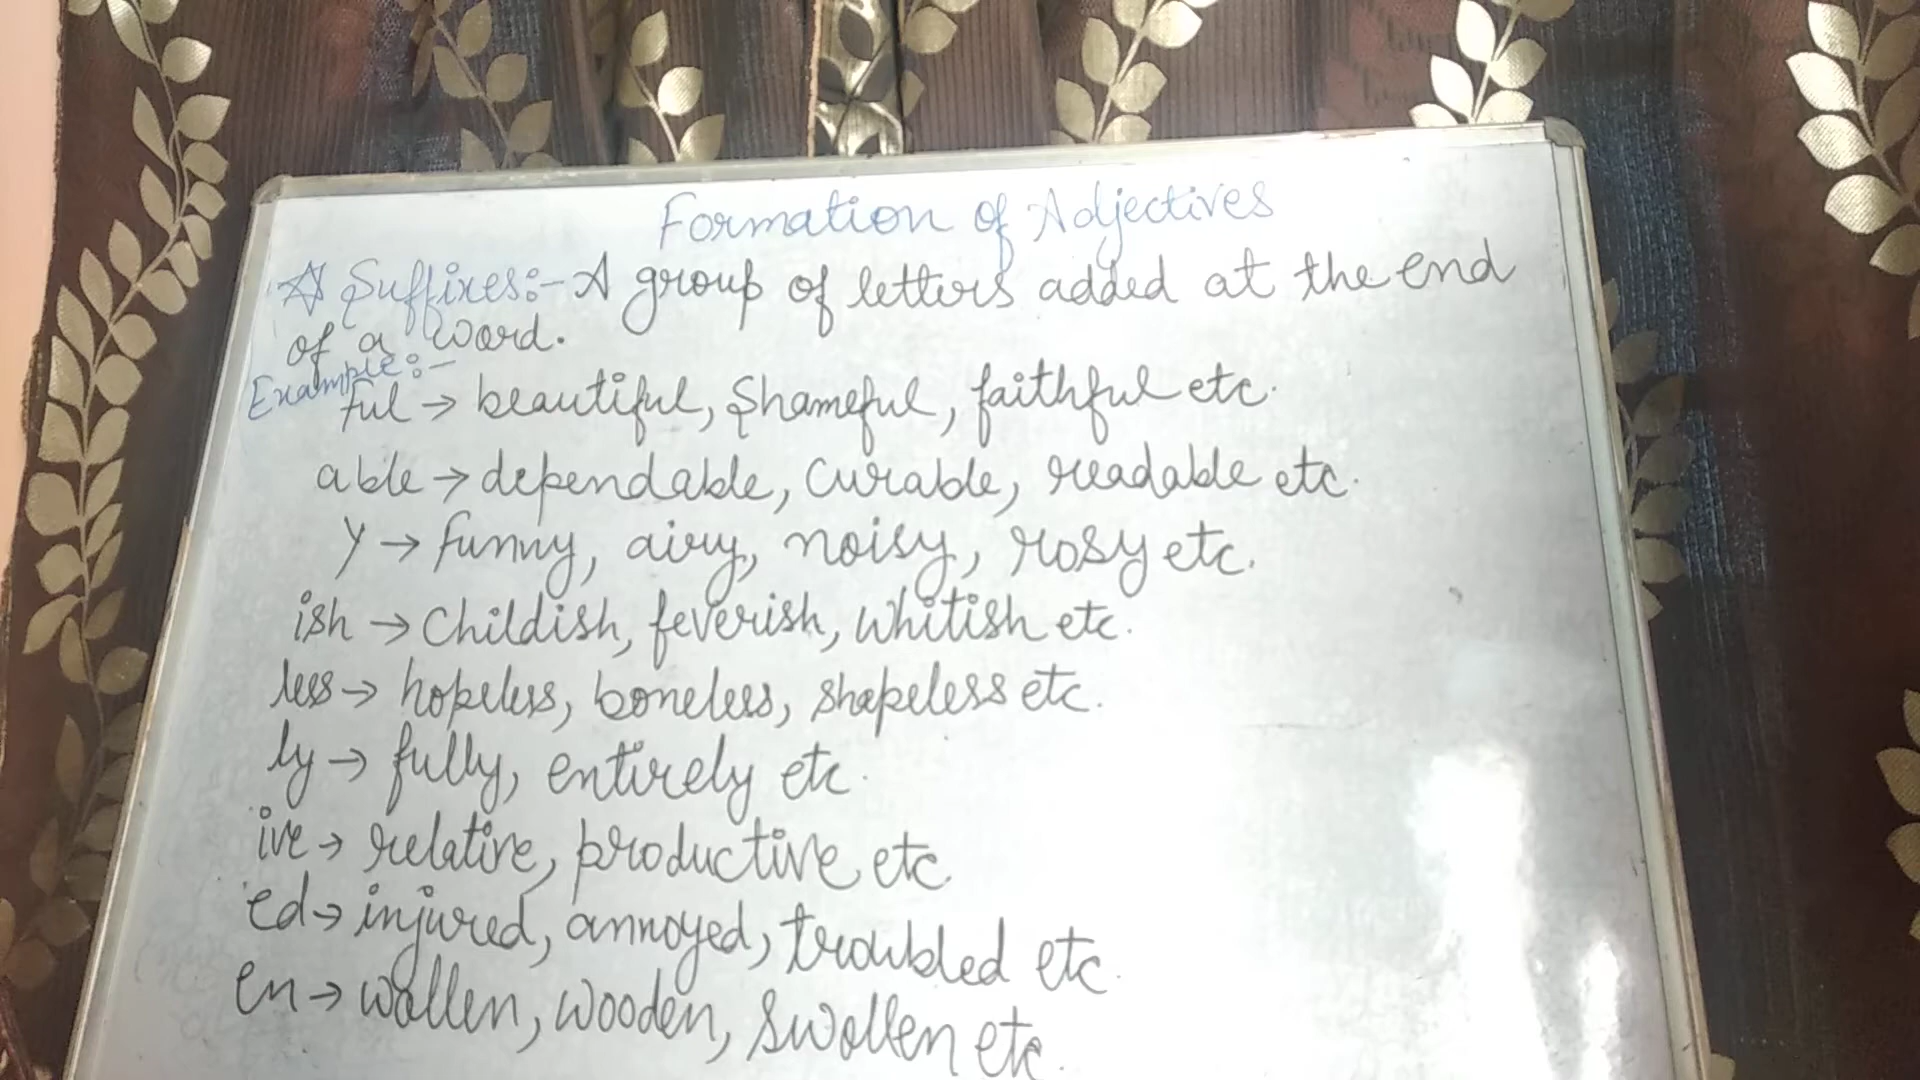 Formation of Adjectives
☆ Suffixes:- A group of letters added at the end
of a word.
Example:-
ful → beautiful, Shameful, faithful etc.
able → dependable, Curable, readable etc.
y → funny, airy, noisy, rosy etc.
ish → Childish, feverish, whitish etc.
less → hopeless, boneless, shapeless etc.
ly → fully, entirely etc.
ive → relative, productive etc.
ed → injured, annoyed, troubled etc.
en → wollen, wooden, swollen etc.